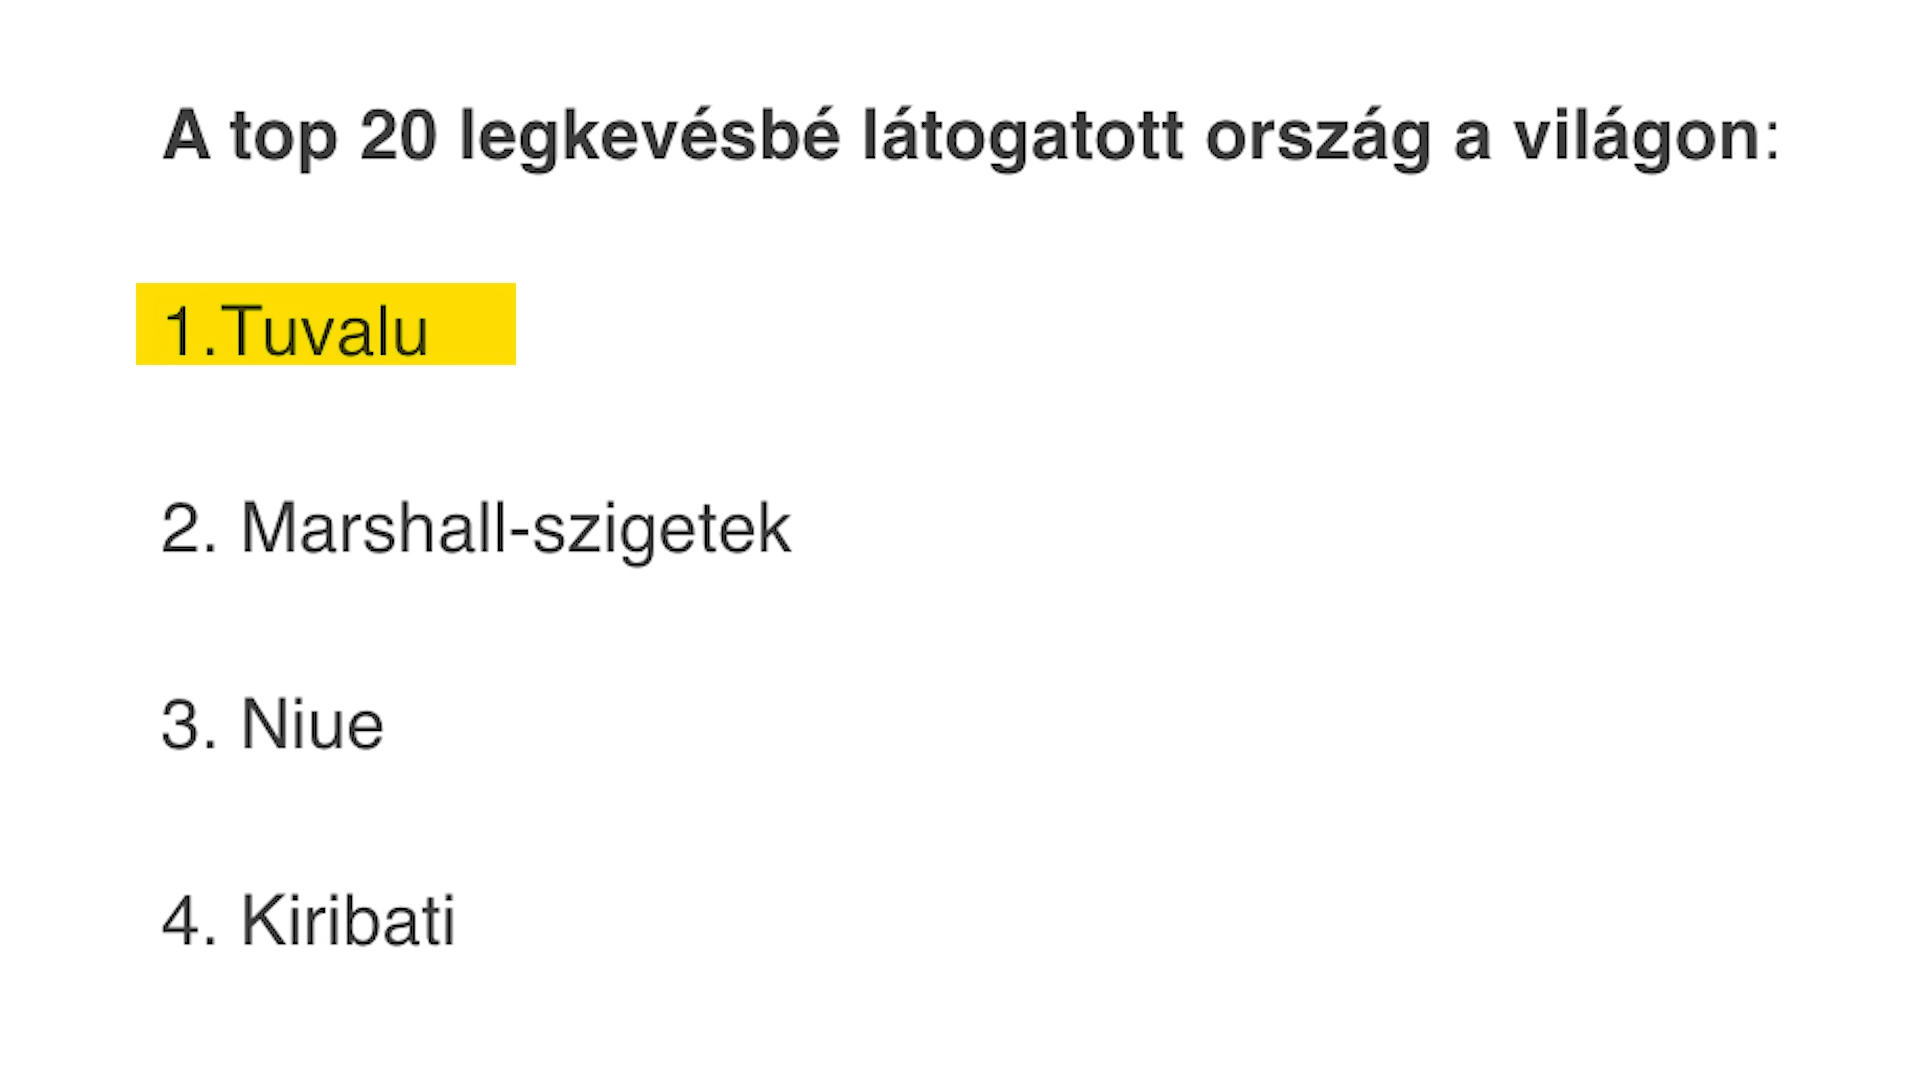 A top 20 legkevésbé látogatott ország a világon:
1.Tuvalu
2. Marshall-szigetek
3. Niue
4. Kiribati